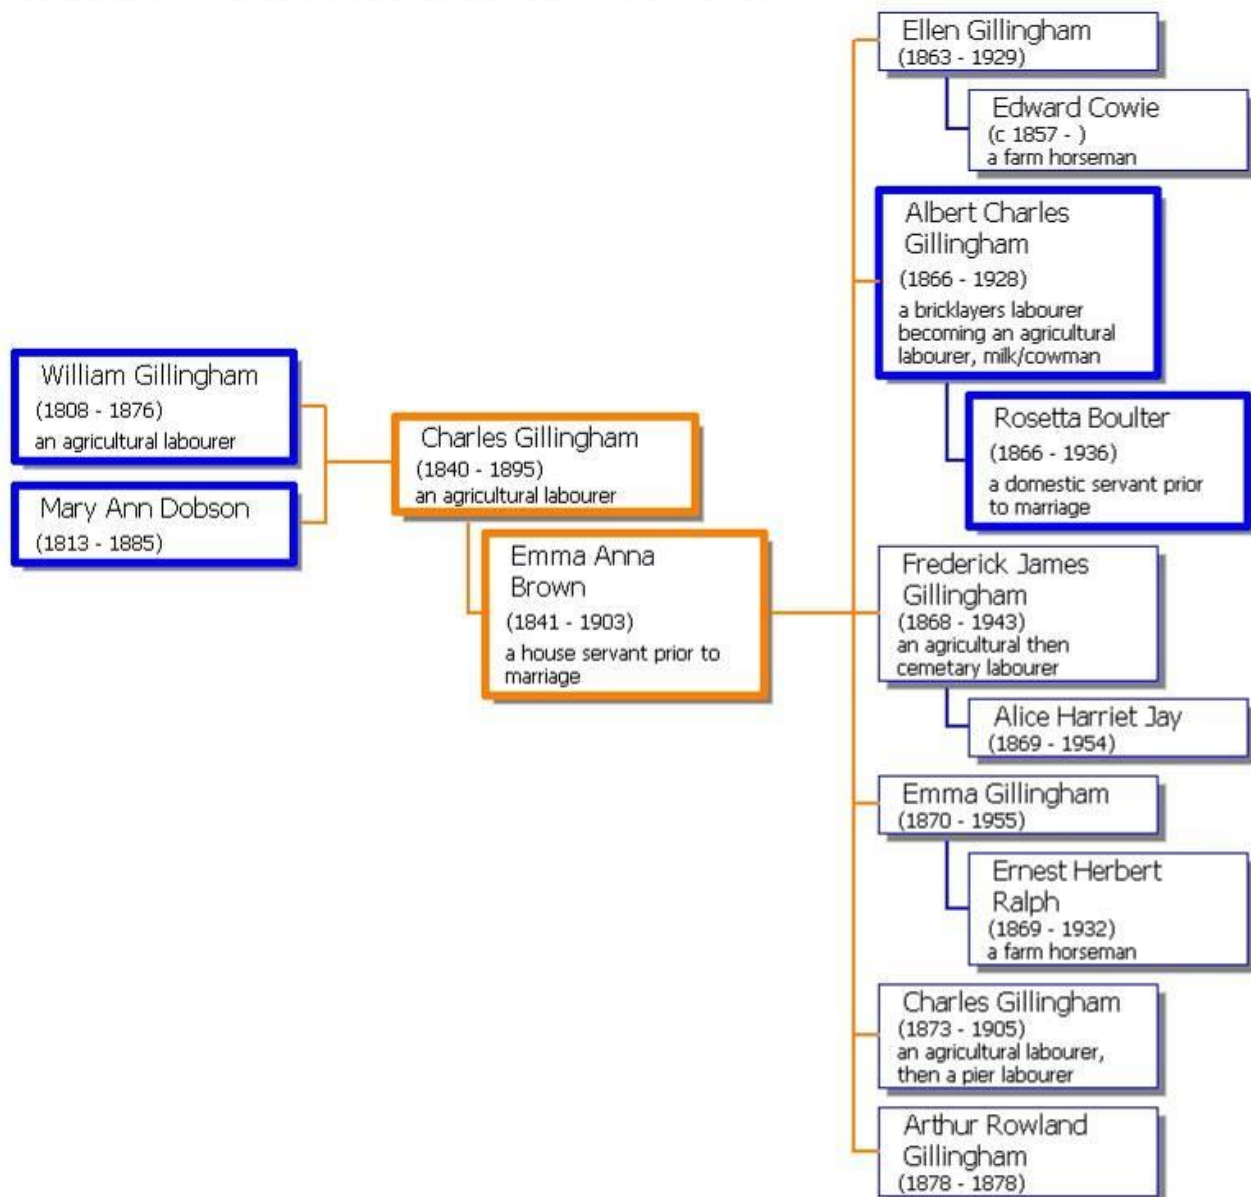 William Gillingham
(1808 - 1876)
an agricultural labourer
Mary Ann Dobson
(1813 - 1885)
Charles Gillingham
(1840 - 1895)
an agricultural labourer
Emma Anna
Brown
(1841 - 1903)
a house servant prior to
marriage
Ellen Gillingham
(1863 - 1929)
Edward Cowie
(c 1857 - )
a farm horseman
Albert Charles
Gillingham
(1866 - 1928)
a bricklayers labourer
becoming an agricultural
labourer, milk/cowman
Rosetta Boulter
(1866 - 1936)
a domestic servant prior
to marriage
Frederick James
Gillingham
(1868 - 1943)
an agricultural then
cemetary labourer
Alice Harriet Jay
(1869 - 1954)
Emma Gillingham
(1870 - 1955)
Ernest Herbert
Ralph
(1869 - 1932)
a farm horseman
Charles Gillingham
(1873 - 1905)
an agricultural labourer,
then a pier labourer
Arthur Rowland
Gillingham
(1878 - 1878)